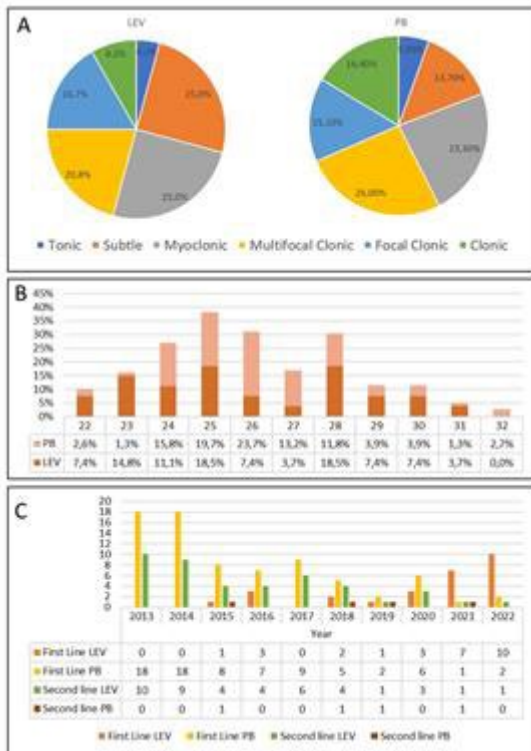 A
LEV
PB
25,0%
25,0%
20,8%
16,7%
8,3%
13,70%
23,30%
26,00%
16,40%
Tonic Subtle Myoclonic Multifocal Clonic Focal Clonic Clonic
B
45%
40%
35%
30%
25%
20%
15%
10%
5%
0%
22 23 24 25 26 27 28 29 30 31 32
PB 2,6% 1,3% 15,8% 19,7% 23,7% 13,2% 11,8% 3,9% 3,9% 1,3% 2,7%
LEV 7,4% 14,8% 11,1% 18,5% 7,4% 3,7% 18,5% 7,4% 7,4% 3,7% 0,0%
C
20
18
16
14
12
10
8
6
4
2
2013 2014 2015 2016 2017 2018 2019 2020 2021 2022
Year
First Line LEV 0 0 1 3 0 2 1 3 7 10
First Line PB 18 18 8 7 9 5 2 6 1 2
Second line LEV 10 9 4 4 6 4 1 3 1 1
Second line PB 0 0 1 0 0 1 1 0 1 0
First Line LEV First Line PB Second line LEV Second line PB